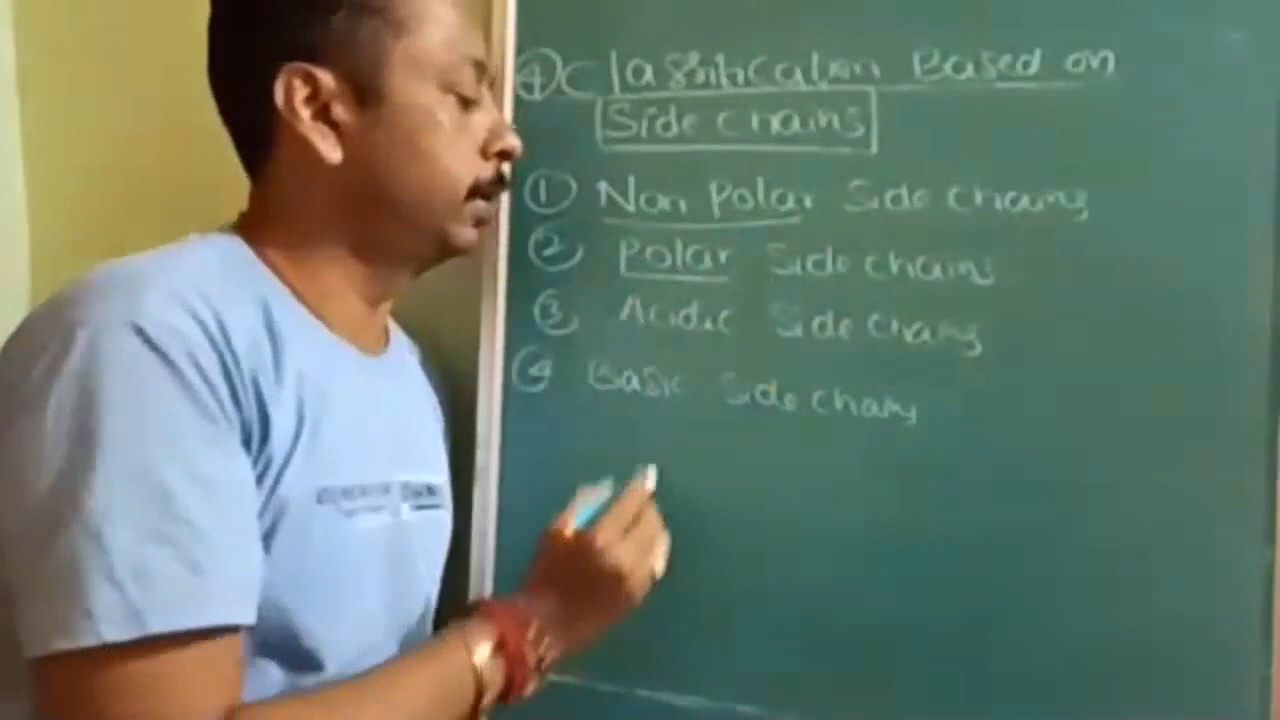 ④ Classification Based on
Side chains
① Non Polar Side chains
② Polar Side chains
③ Acidic Side chains
④ Basic Side chains